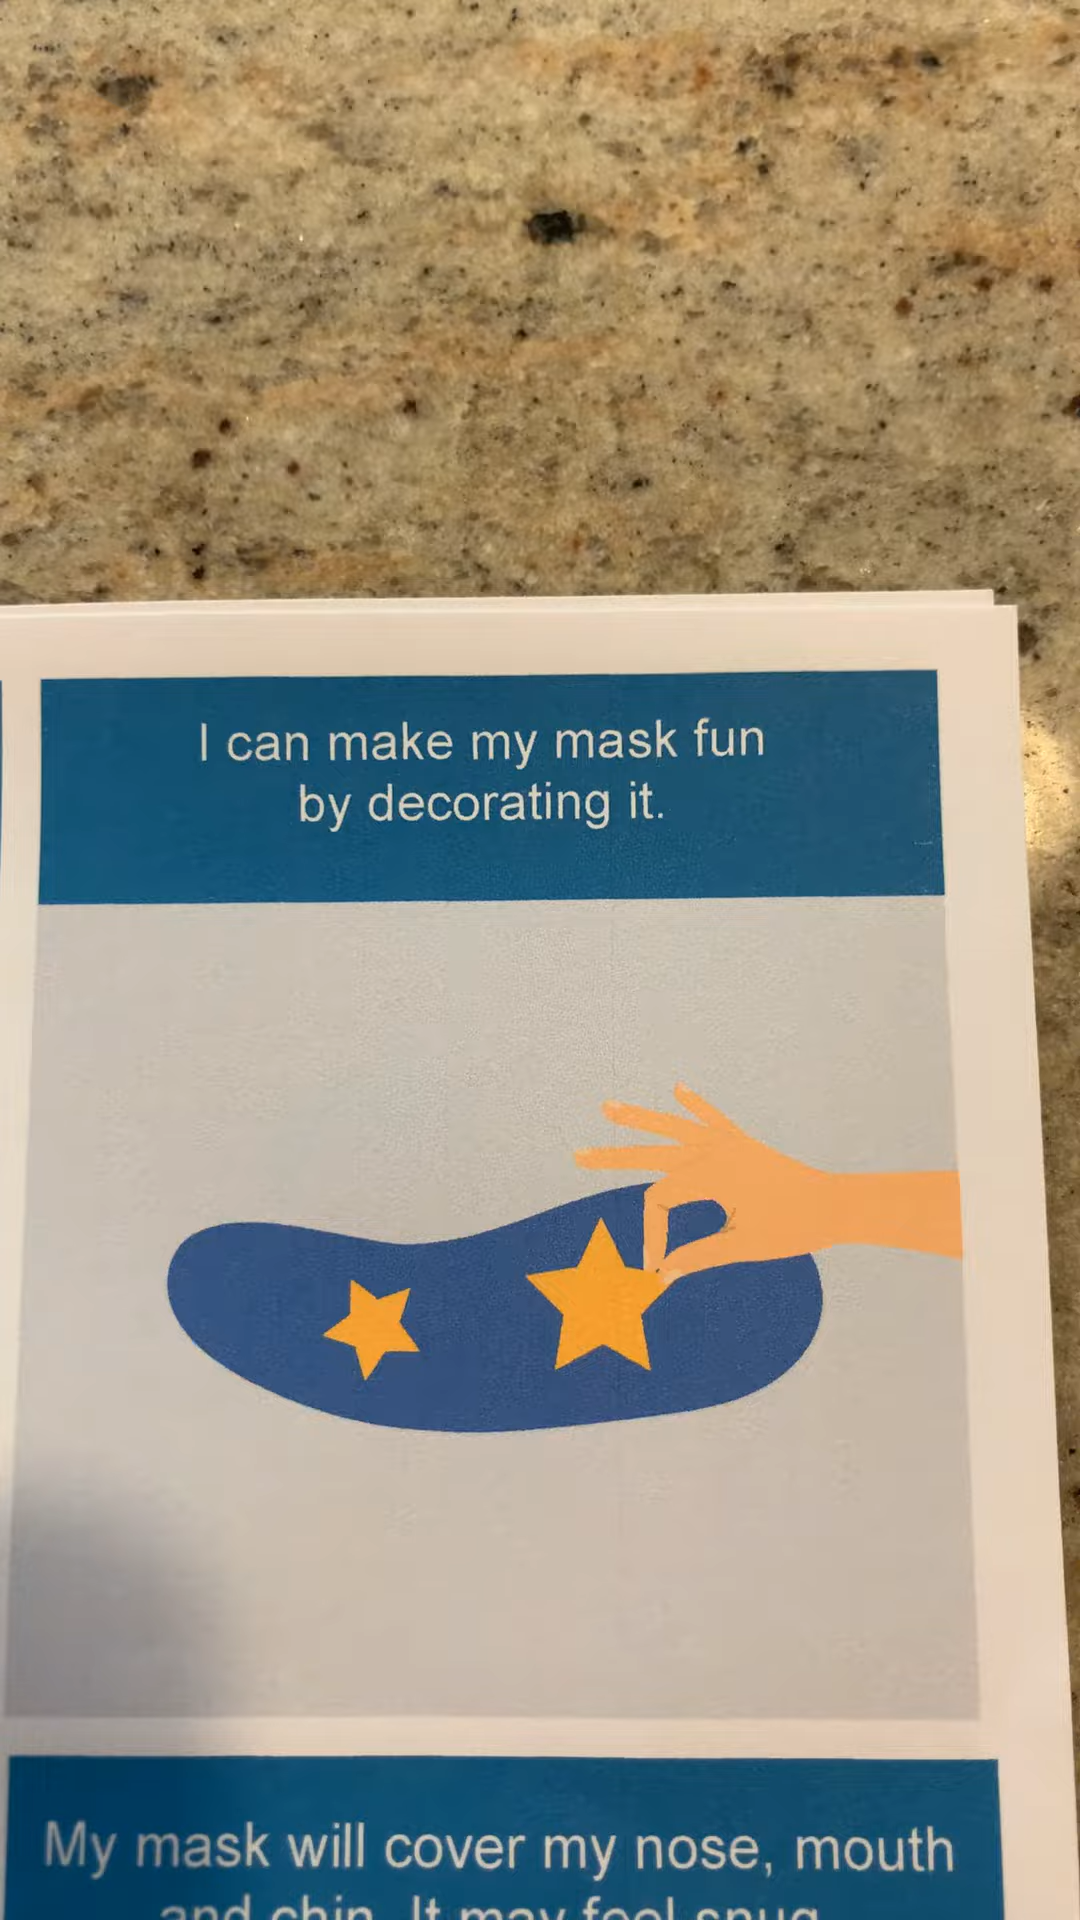 I can make my mask fun
by decorating it.
My mask will cover my nose, mouth
and chin. It may feel snug.